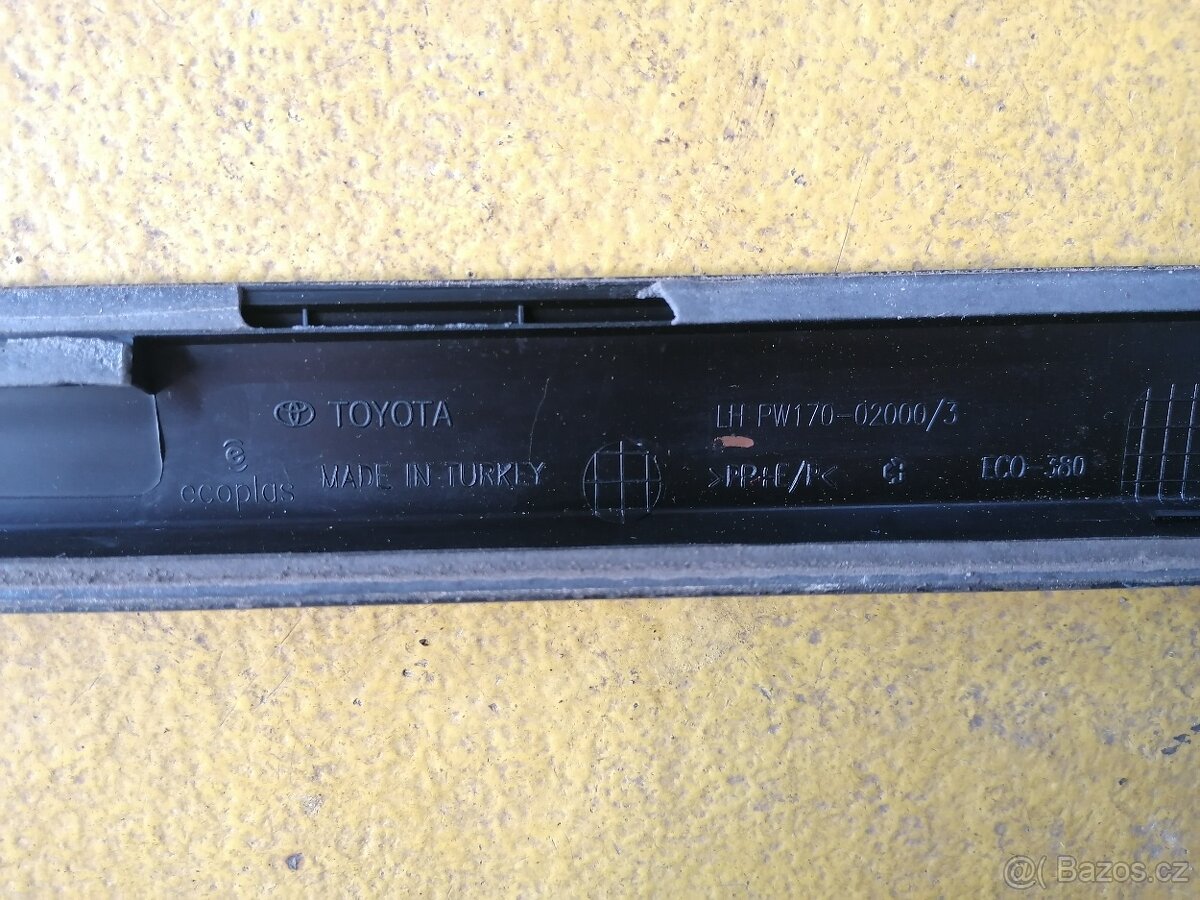 TOYOTA
LH PW170-02000/3
ecoplas
MADE IN TURKEY
>PP+E/P<
ECO-380
Bazos.cz